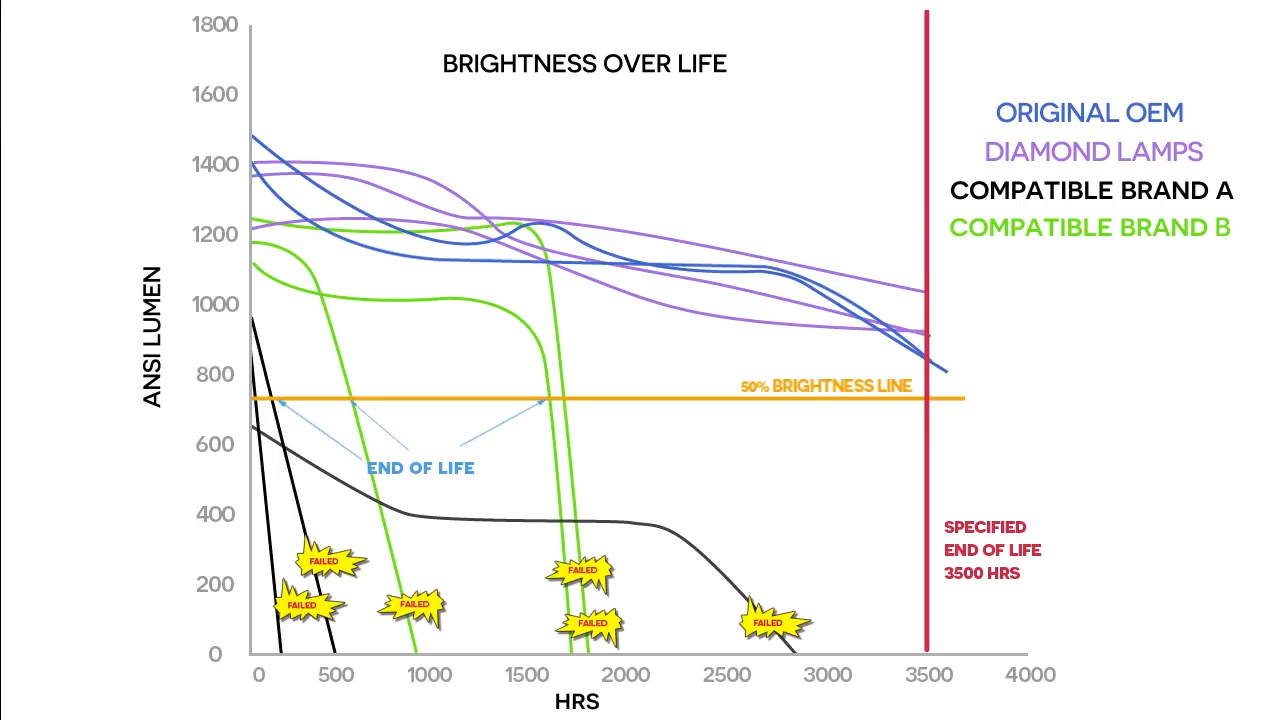 1800
BRIGHTNESS OVER LIFE
1600
ORIGINAL OEM
1400
DIAMOND LAMPS
COMPATIBLE BRAND A
1200
COMPATIBLE BRAND B
1000
ANSI LUMEN
800
50% BRIGHTNESS LINE
600
END OF LIFE
400
SPECIFIED
END OF LIFE
3500 HRS
FAILED
FAILED
FAILED
FAILED
FAILED
FAILED
200
0
0 500 1000 1500 2000 2500 3000 3500 4000
HRS